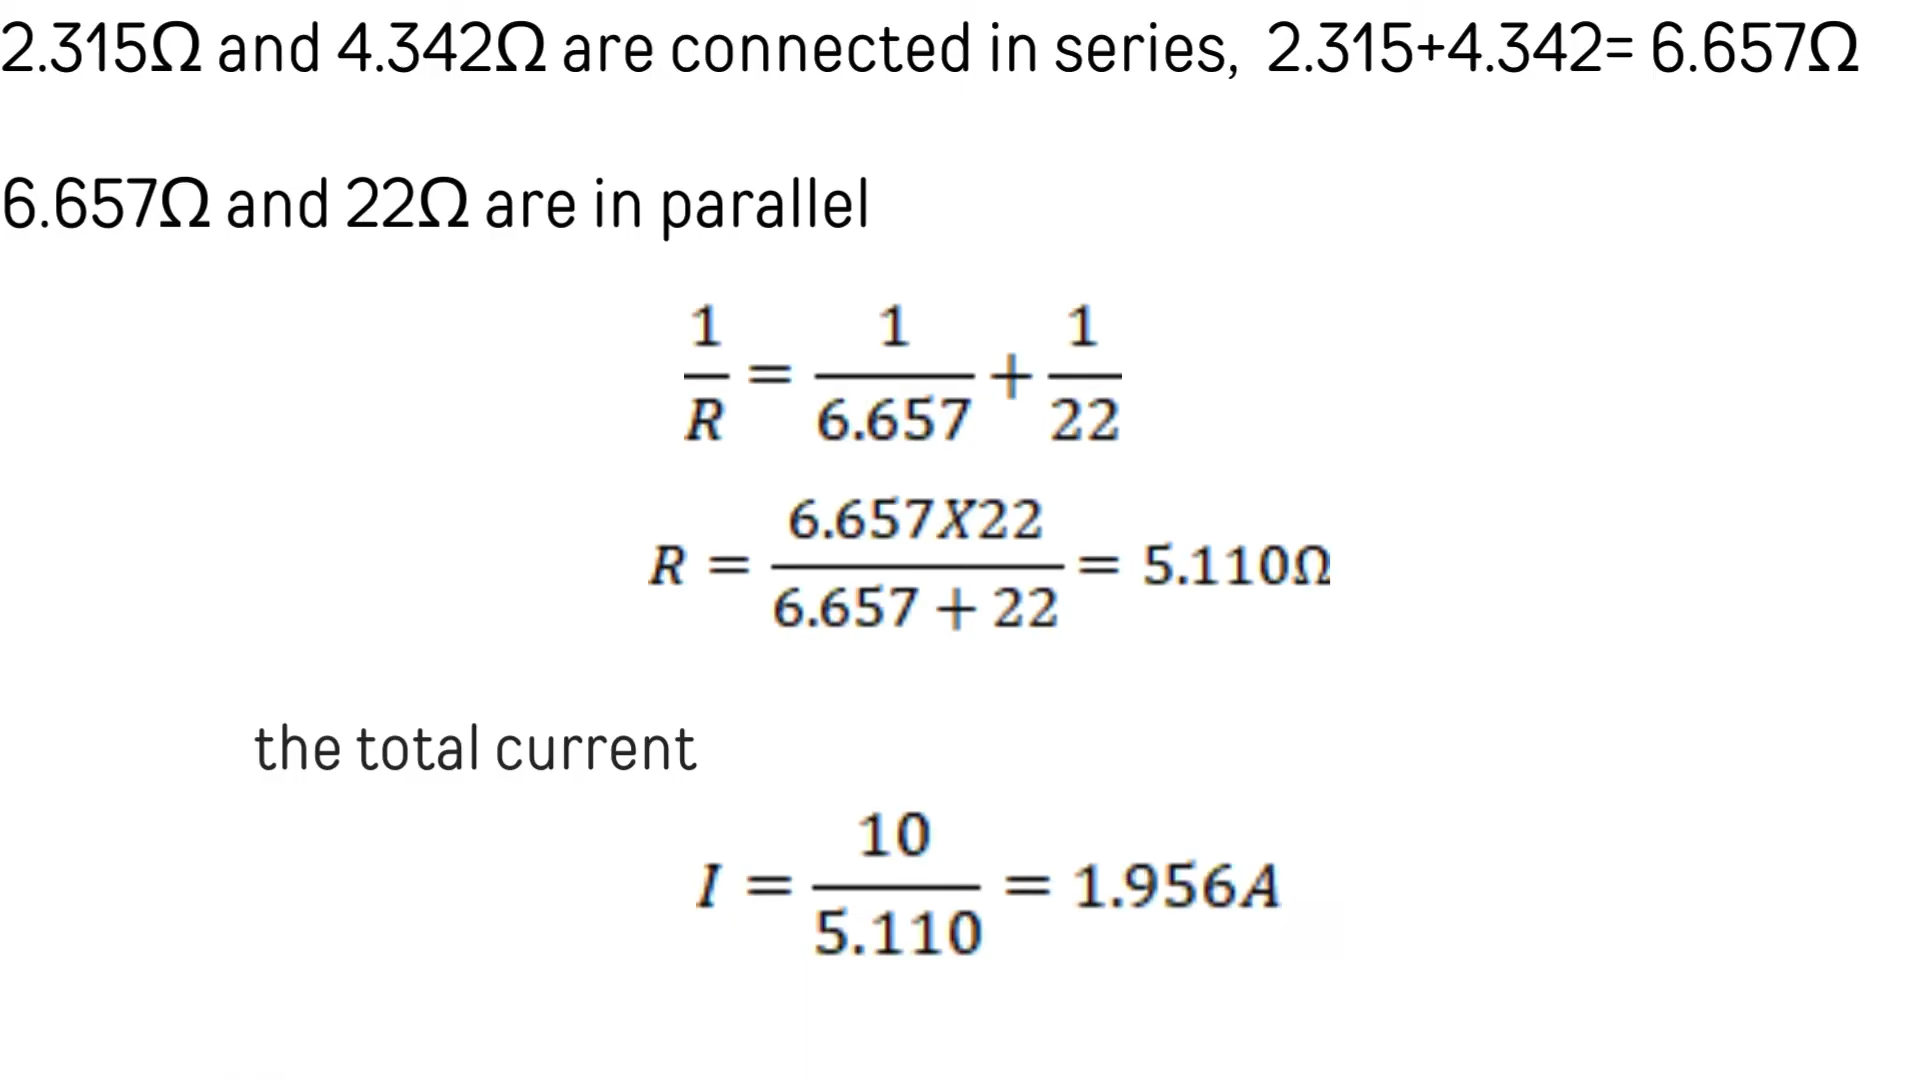 2.315Ω and 4.342Ω are connected in series, 2.315+4.342= 6.657Ω
6.657Ω and 22Ω are in parallel
1/R = 1/6.657 + 1/22
R = 6.657X22/6.657 + 22 = 5.110Ω
the total current
I = 10/5.110 = 1.956A